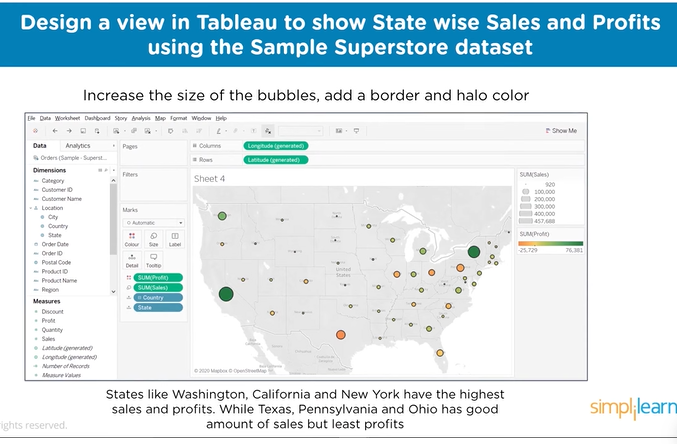 Design a view in Tableau to show State wise Sales and Profits
using the Sample Superstore dataset
Increase the size of the bubbles, add a border and halo color
File Data Worksheet Dashboard Story Analysis Map Format Window Help
Show Me
Data Analytics
Orders (Sample - Superst...
Dimensions
Category
Customer ID
Customer Name
Location
City
Country
State
Order Date
Order ID
Postal Code
Product ID
Product Name
Region
Measures
Discount
Profit
Quantity
Sales
Latitude (generated)
Longitude (generated)
Number of Records
Measure Values
Pages
Filters
Marks
Automatic
Colour Size Label
Detail Tooltip
SUM(Profit)
SUM(Sales)
Country
State
Columns Longitude (generated)
Rows Latitude (generated)
Sheet 4
United
States
© 2020 Mapbox © OpenStreetMap
SUM(Sales)
920
100,000
200,000
300,000
400,000
457,688
SUM(Profit)
-25,729 76,381
States like Washington, California and New York have the highest
sales and profits. While Texas, Pennsylvania and Ohio has good
amount of sales but least profits
rights reserved.
simplilearn